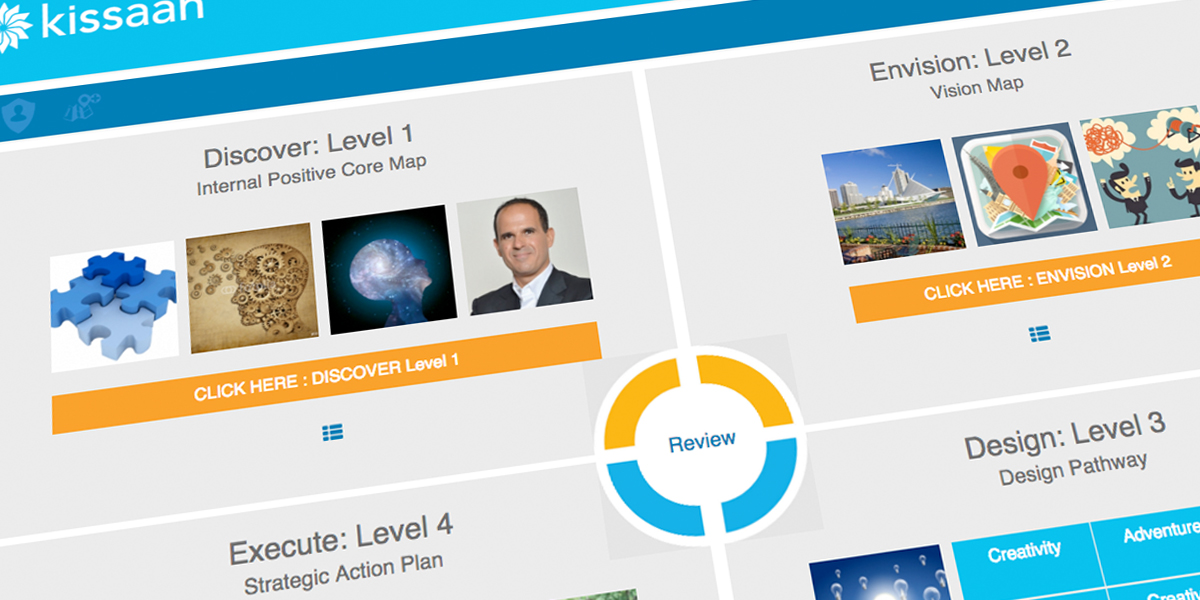 kissaan
Discover: Level 1
Internal Positive Core Map
CLICK HERE : DISCOVER Level 1
Envision: Level 2
Vision Map
CLICK HERE : ENVISION Level 2
Review
Execute: Level 4
Strategic Action Plan
Design: Level 3
Design Pathway
Creativity
Adventure